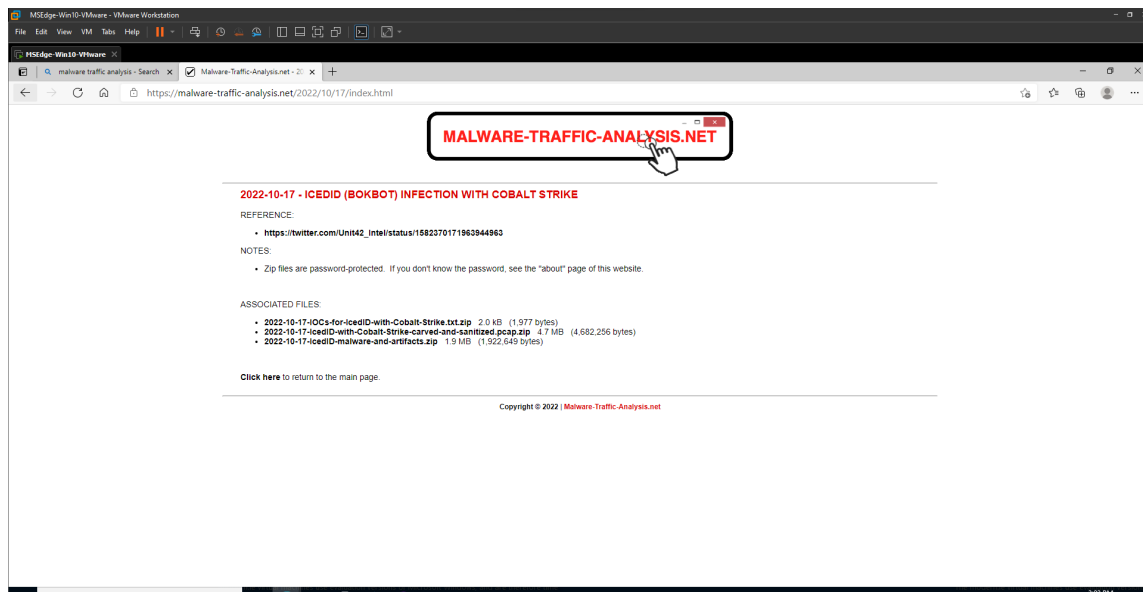 MSEdge-Win10-VMware - VMware Workstation
File Edit View VM Tabs Help
MSEdge-Win10-VMware
malware traffic analysis - Search
Malware-Traffic-Analysis.net - 20
https://malware-traffic-analysis.net/2022/10/17/index.html
MALWARE-TRAFFIC-ANALYSIS.NET
2022-10-17 - ICEDID (BOKBOT) INFECTION WITH COBALT STRIKE
REFERENCE:
https://twitter.com/Unit42_Intel/status/1582370171963944963
NOTES:
Zip files are password-protected. If you don't know the password, see the "about" page of this website.
ASSOCIATED FILES:
2022-10-17-IOCs-for-IcedID-with-Cobalt-Strike.txt.zip 2.0 kB (1,977 bytes)
2022-10-17-IcedID-with-Cobalt-Strike-carved-and-sanitized.pcap.zip 4.7 MB (4,682,256 bytes)
2022-10-17-IcedID-malware-and-artifacts.zip 1.9 MB (1,922,649 bytes)
Click here to return to the main page.
Copyright © 2022 | Malware-Traffic-Analysis.net